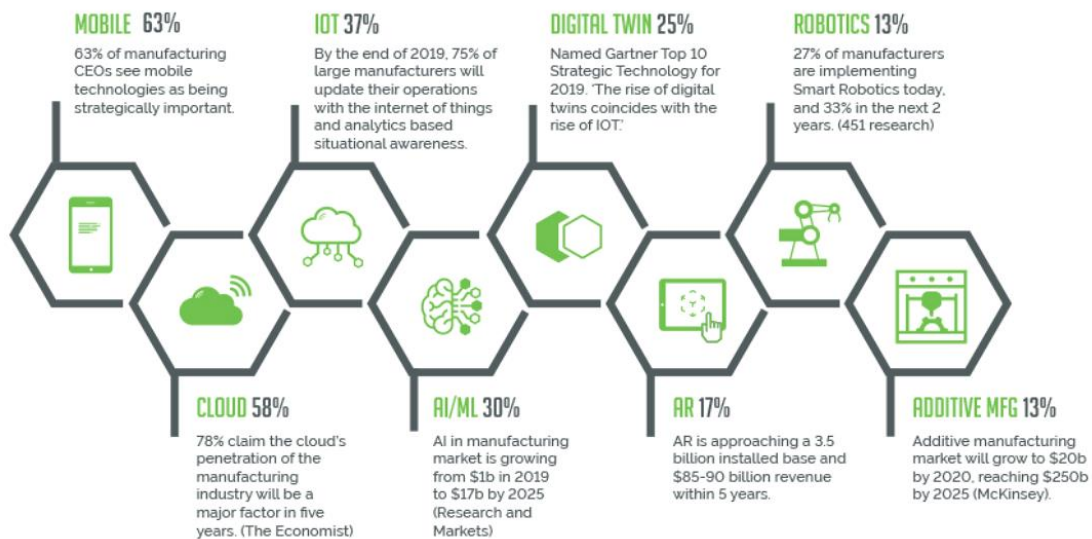 MOBILE 63%
63% of manufacturing
CEOs see mobile
technologies as being
strategically important.
IOT 37%
By the end of 2019, 75% of
large manufacturers will
update their operations
with the internet of things
and analytics based
situational awareness.
DIGITAL TWIN 25%
Named Gartner Top 10
Strategic Technology for
2019. 'The rise of digital
twins coincides with the
rise of IOT.'
ROBOTICS 13%
27% of manufacturers
are implementing
Smart Robotics today,
and 33% in the next 2
years. (451 research)
CLOUD 58%
78% claim the cloud's
penetration of the
manufacturing
industry will be a
major factor in five
years. (The Economist)
AI/ML 30%
AI in manufacturing
market is growing
from $1b in 2019
to $17b by 2025
(Research and
Markets)
AR 17%
AR is approaching a 3.5
billion installed base and
$85-90 billion revenue
within 5 years.
ADDITIVE MFG 13%
Additive manufacturing
market will grow to $20b
by 2020, reaching $250b
by 2025 (McKinsey).